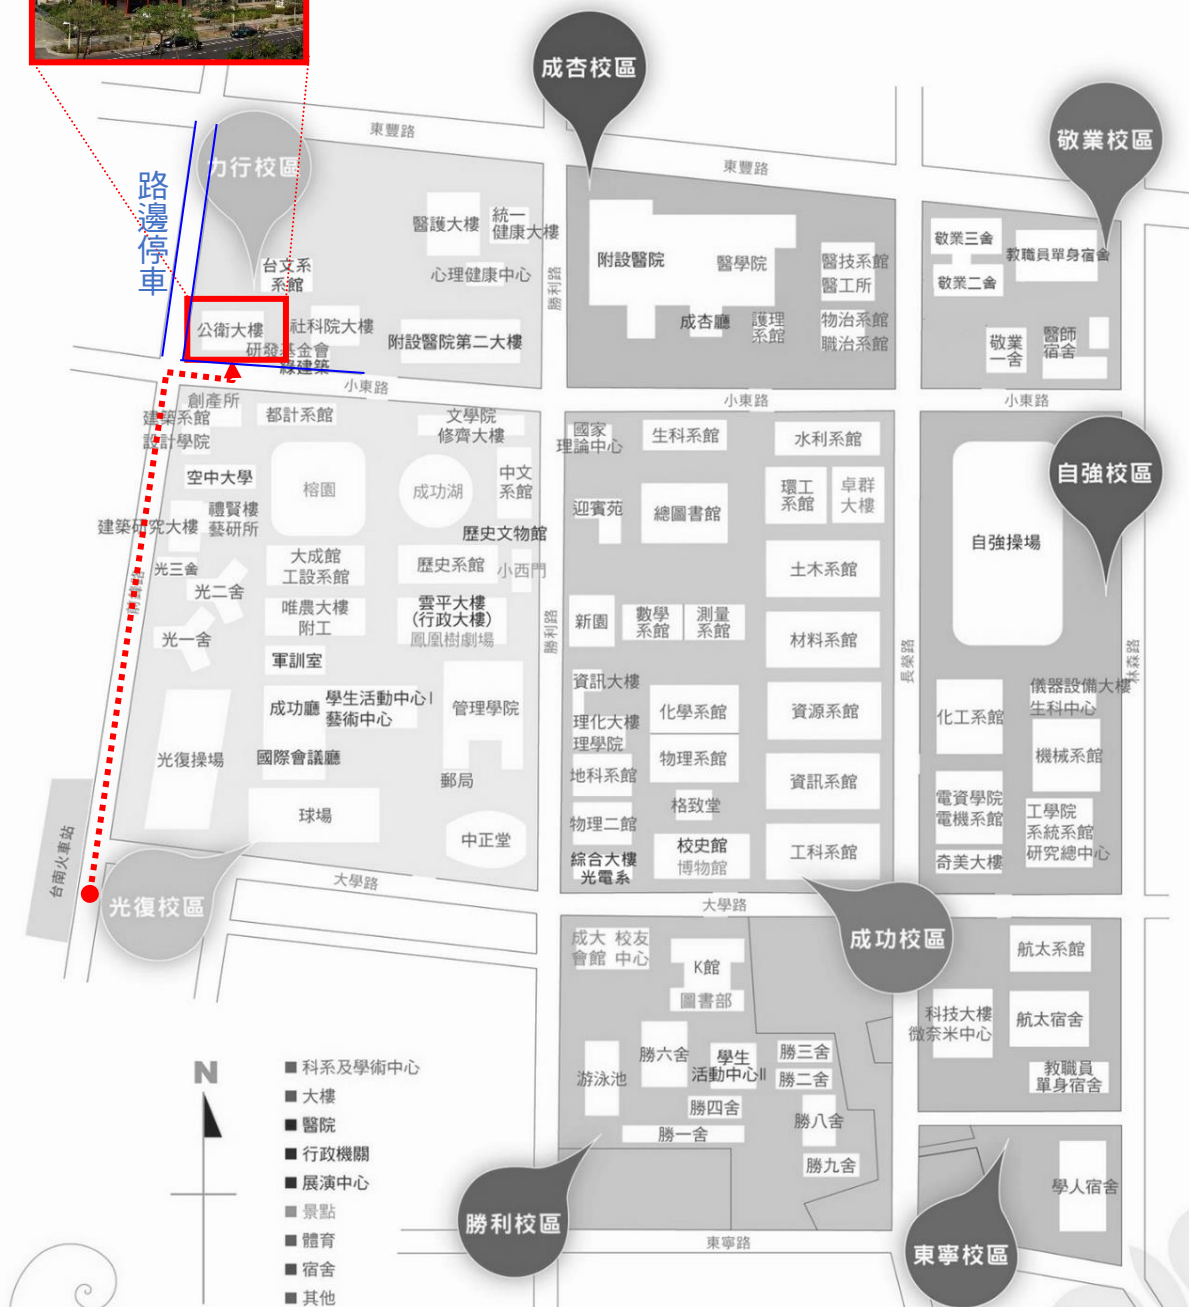 成杏校區
敬業校區
東豐路
東豐路
力行校區
路邊停車
醫護大樓
統一
健康大樓
台文系
系館
心理健康中心
勝利路
附設醫院
醫學院
醫技系館
醫工所
成杏廳
護理
系館
物治系館
職治系館
敬業三舍
教職員單身宿舍
敬業二舍
敬業
一舍
醫師
宿舍
公衛大樓
社科院大樓
研發基金會
綠建築
附設醫院第二大樓
小東路
小東路
小東路
創產所
建築系館
設計學院
都計系館
文學院
修齊大樓
空中大學
榕園
成功湖
中文
系館
禮賢樓
藝研所
建築研究大樓
歷史文物館
大成館
工設系館
歷史系館
小西門
光三舍
光二舍
前鋒路
唯農大樓
附工
雲平大樓
(行政大樓)
鳳凰樹劇場
光一舍
軍訓室
勝利路
成功廳
學生活動中心I
藝術中心
管理學院
光復操場
國際會議廳
郵局
球場
中正堂
台南火車站
大學路
光復校區
國家
理論中心
生科系館
水利系館
迎賓苑
總圖書館
環工
系館
卓群
大樓
土木系館
新園
數學
系館
測量
系館
材料系館
長榮路
資訊大樓
理化大樓
理學院
化學系館
資源系館
地科系館
物理系館
資訊系館
格致堂
物理二館
校史館
博物館
工科系館
綜合大樓
光電系
大學路
成功校區
自強校區
自強操場
林森路
儀器設備大樓
生科中心
化工系館
機械系館
電資學院
電機系館
工學院
系統系館
研究總中心
奇美大樓
成大
會館
校友
中心
K館
圖書部
航太系館
科技大樓
微奈米中心
航太宿舍
教職員
單身宿舍
游泳池
勝六舍
學生
活動中心II
勝三舍
勝二舍
勝四舍
勝八舍
勝一舍
勝九舍
學人宿舍
勝利校區
東寧路
東寧校區
N
科系及學術中心
大樓
醫院
行政機關
展演中心
景點
體育
宿舍
其他